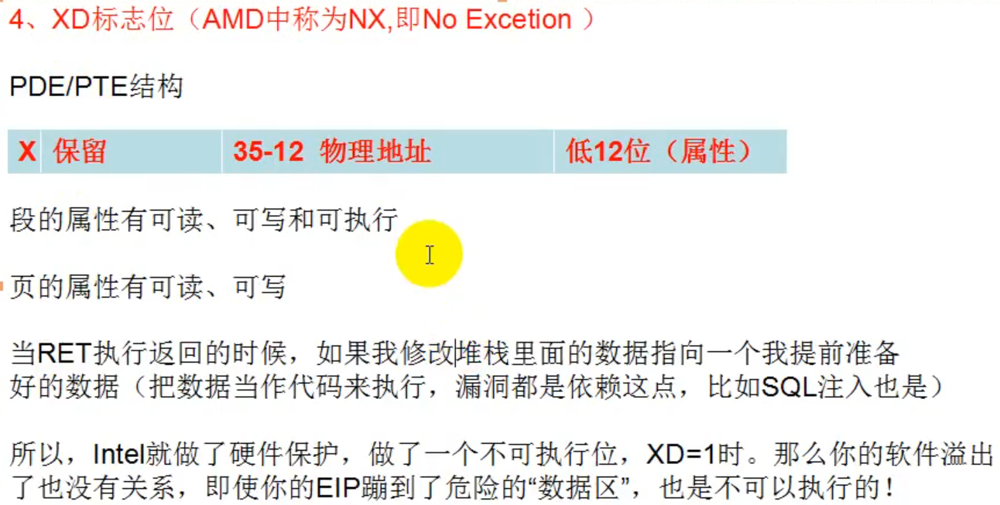 4、XD标志位（AMD中称为NX,即No Excetion ）
PDE/PTE结构
X 保留 35-12 物理地址 低12位（属性）
段的属性有可读、可写和可执行
页的属性有可读、可写
当RET执行返回的时候，如果我修改堆栈里面的数据指向一个我提前准备
好的数据（把数据当作代码来执行，漏洞都是依赖这点，比如SQL注入也是）
所以，Intel就做了硬件保护，做了一个不可执行位，XD=1时。那么你的软件溢出
了也没有关系，即使你的EIP蹦到了危险的“数据区”，也是不可以执行的！